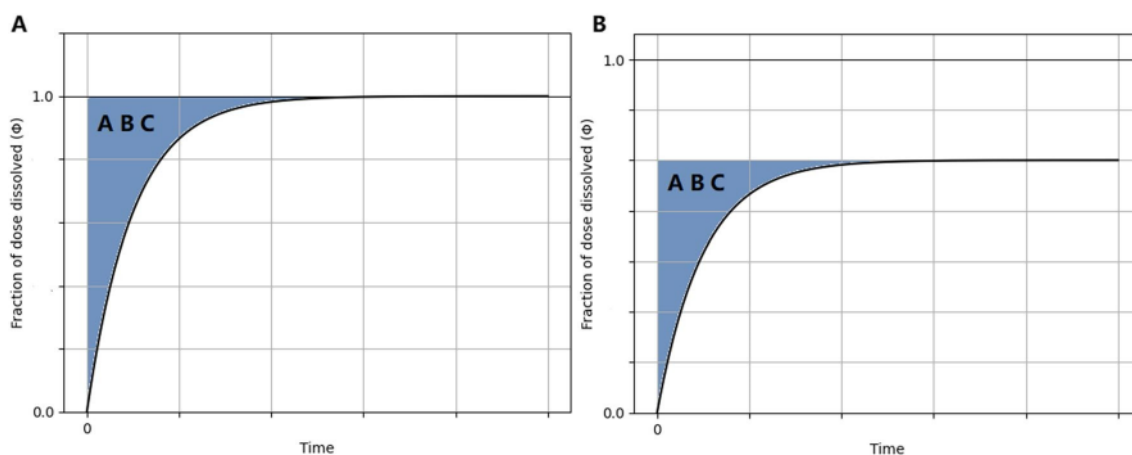 A
1.0
A B C
Fraction of dose dissolved (Φ)
0.0
0
Time
B
1.0
A B C
Fraction of dose dissolved (Φ)
0.0
0
Time